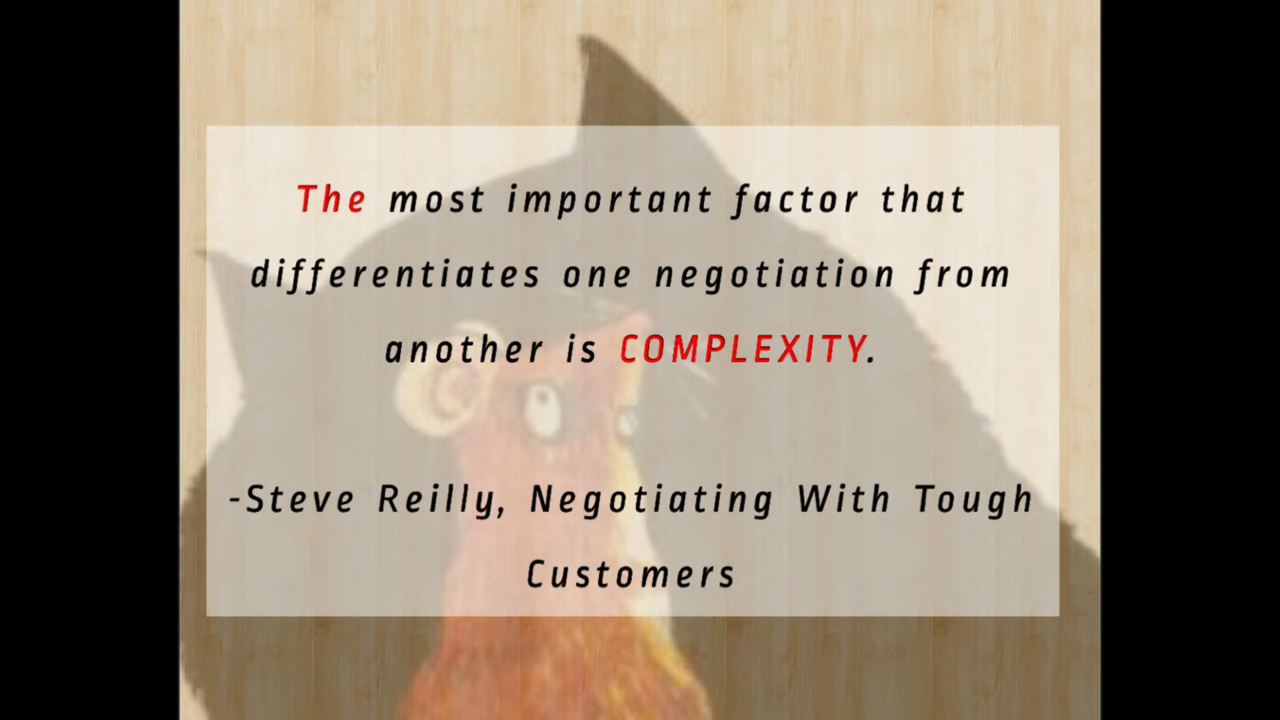 The most important factor that
differentiates one negotiation from
another is COMPLEXITY.
-Steve Reilly, Negotiating With Tough
Customers